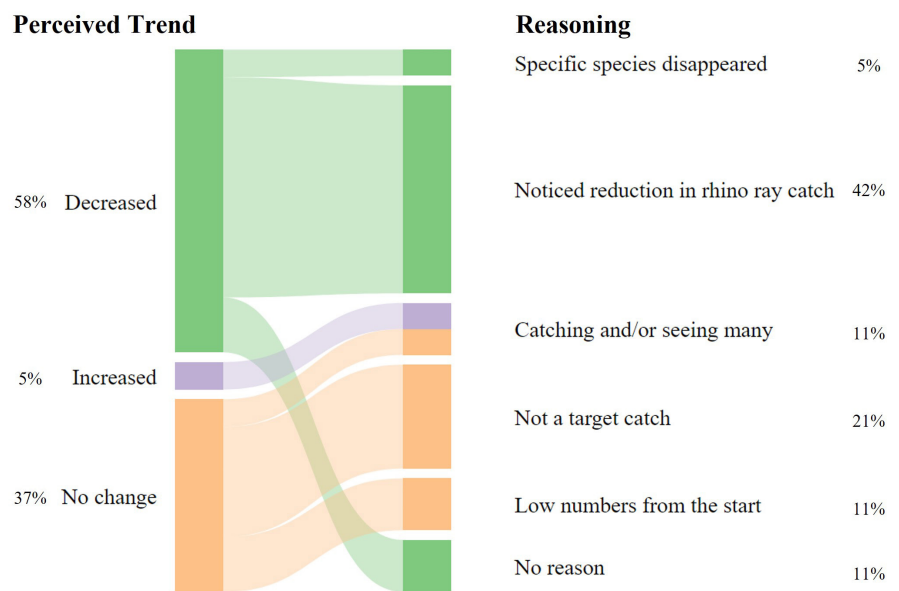 Perceived Trend
Reasoning
Specific species disappeared 5%
Noticed reduction in rhino ray catch 42%
58% Decreased
Catching and/or seeing many 11%
5% Increased
Not a target catch 21%
37% No change
Low numbers from the start 11%
No reason 11%